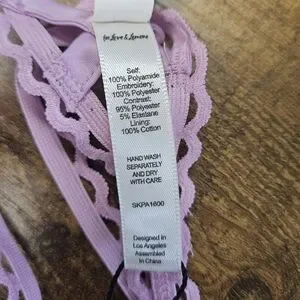 for Love & Lemons
Self:
100% Polyamide
Embroidery:
100% Polyester
Contrast:
95% Polyester
5% Elastane
Lining:
100% Cotton
HAND WASH
SEPARATELY
AND DRY
WITH CARE
SKPA1600
Designed in
Los Angeles
Assembled in
China